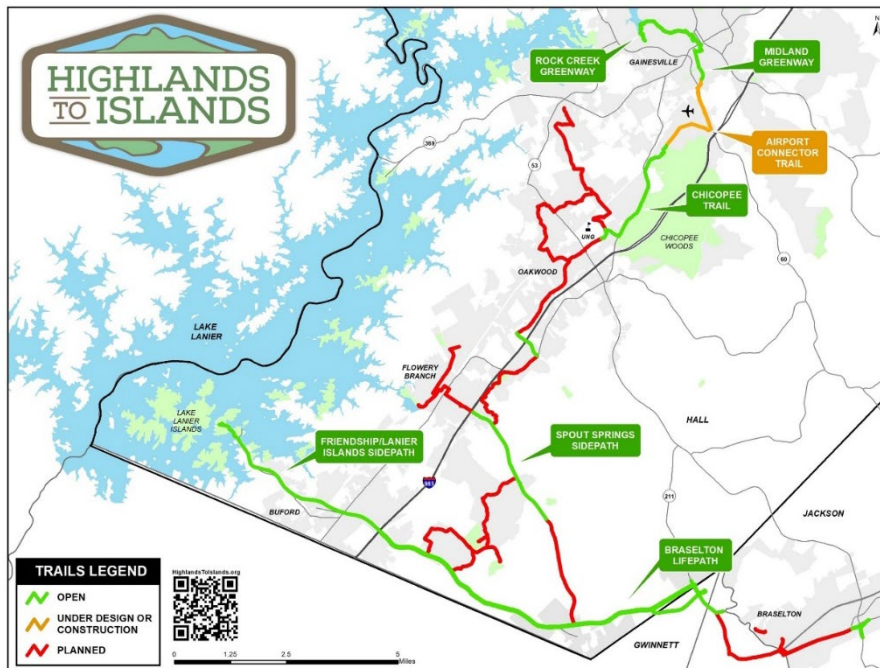 HIGHLANDS
TO ISLANDS
N
ROCK CREEK
GREENWAY
GAINESVILLE
MIDLAND
GREENWAY
AIRPORT
CONNECTOR
TRAIL
369
53
CHICOPEE
TRAIL
UNG
CHICOPEE
WOODS
OAKWOOD
60
LAKE
LANIER
FLOWERY
BRANCH
LAKE
LANIER
ISLANDS
HALL
FRIENDSHIP/LANIER
ISLANDS SIDEPATH
SPOUT SPRINGS
SIDEPATH
985
211
BUFORD
JACKSON
BRASELTON
LIFEPATH
BRASELTON
GWINNETT
TRAILS LEGEND
OPEN
UNDER DESIGN OR
CONSTRUCTION
PLANNED
HighlandsToIslands.org
0 1.25 2.5 5
Miles